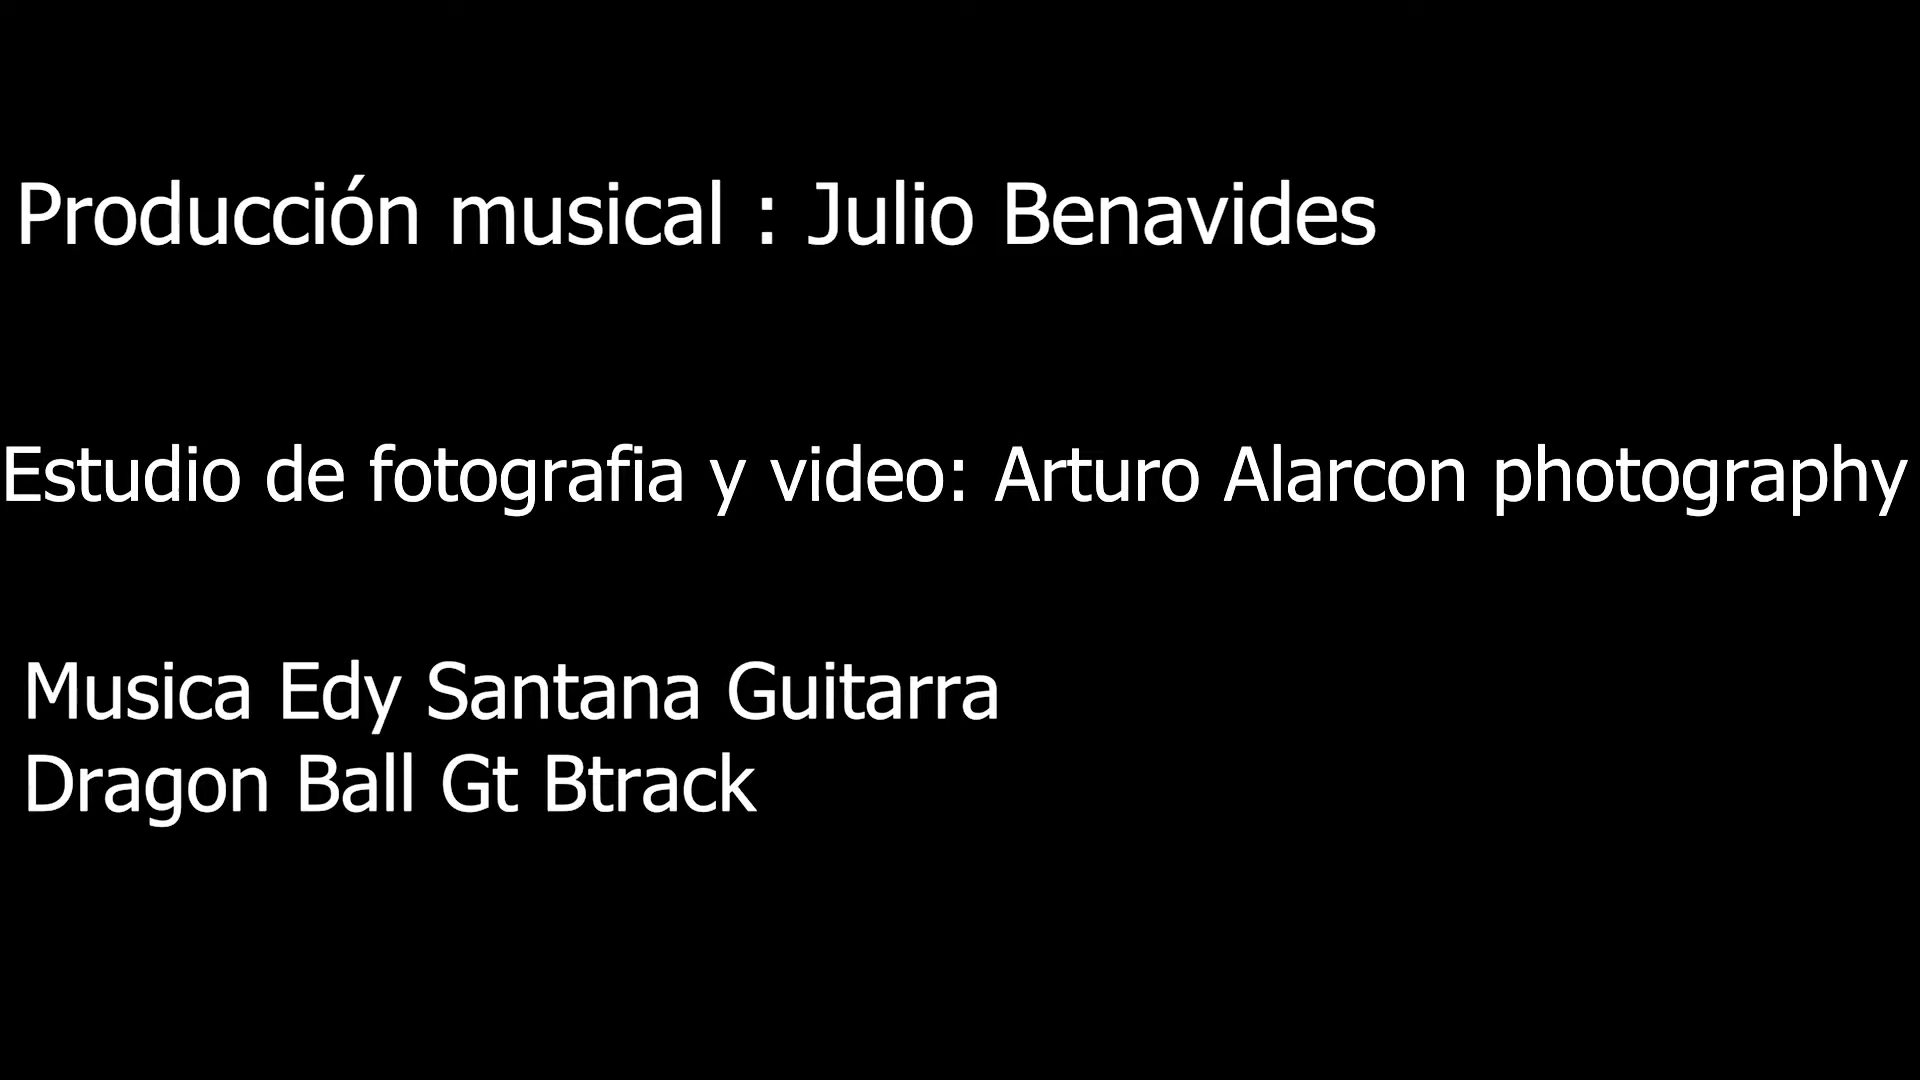 Producción musical : Julio Benavides
Estudio de fotografia y video: Arturo Alarcon photography
Musica Edy Santana Guitarra
Dragon Ball Gt Btrack